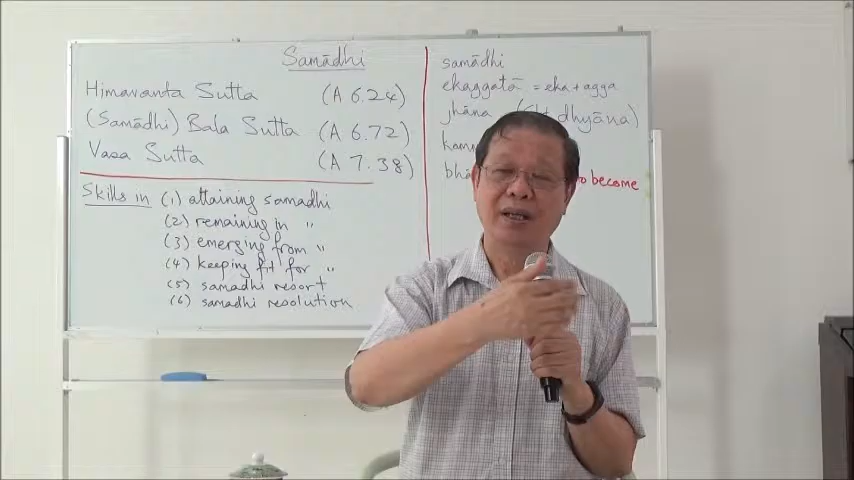 Samādhi
Himavanta Sutta (A 6.24)
(Samādhi) Bala Sutta (A 6.72)
Vasa Sutta (A 7.38)
Skills in (1) attaining samādhi
(2) remaining in "
(3) emerging from "
(4) keeping fit for "
(5) samadhi resort
(6) samadhi resolution
samādhi
ekaggatā = eka + agga
jhāna (Skt dhyāna)
to become